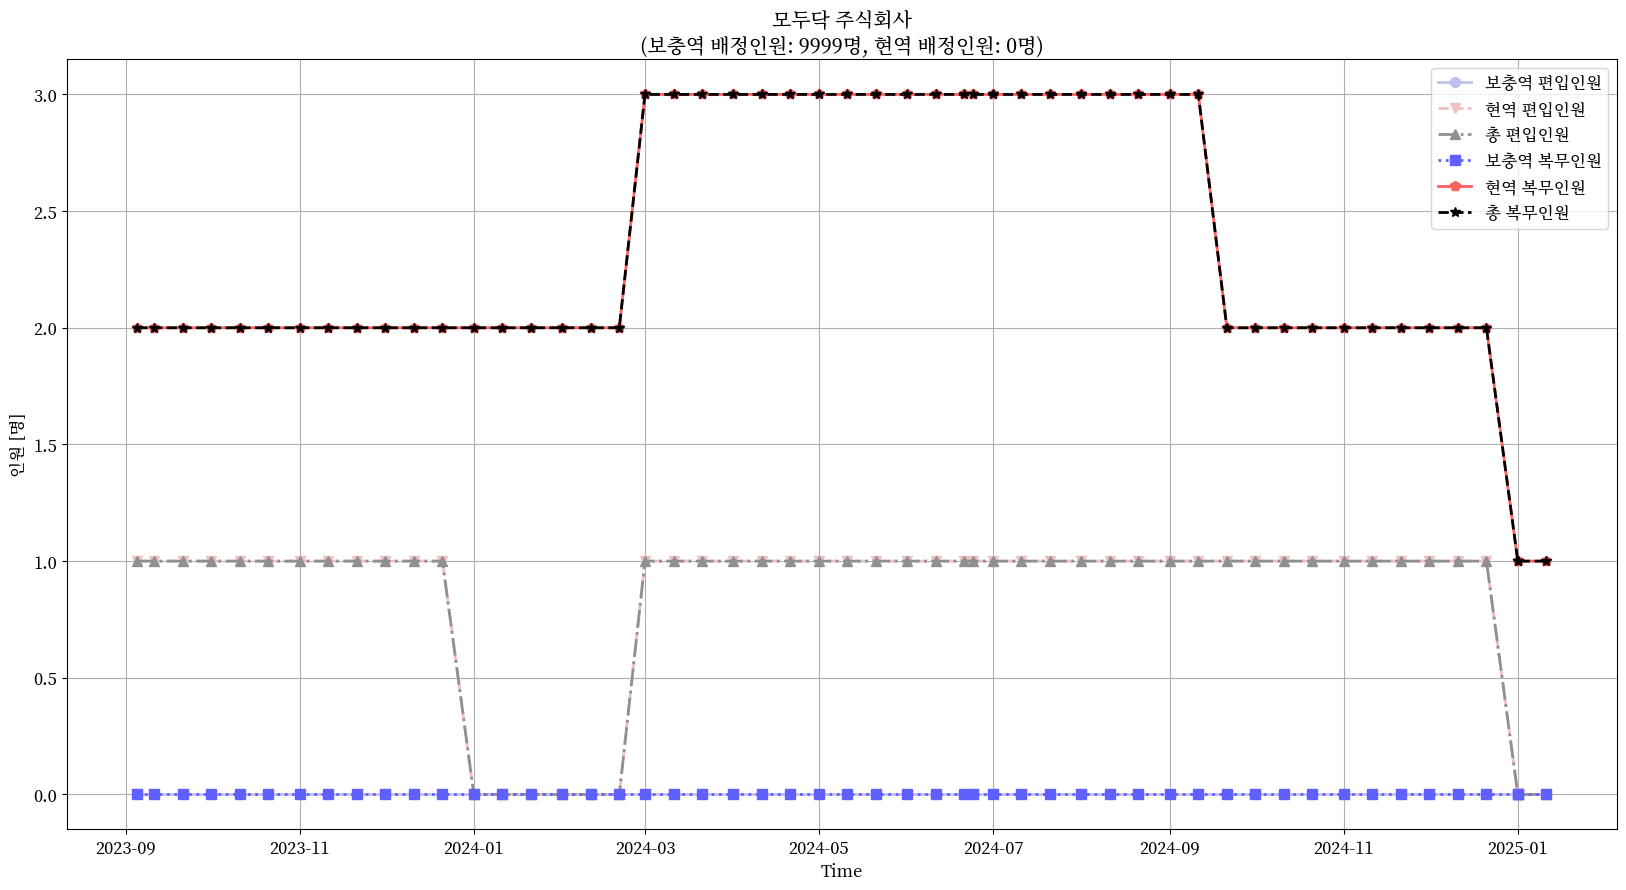 모두닥 주식회사
(보충역 배정인원: 9999명, 현역 배정인원: 0명)
보충역 편입인원
현역 편입인원
총 편입인원
보충역 복무인원
현역 복무인원
총 복무인원
3.0
2.5
2.0
1.5
1.0
0.5
0.0
인원 [명]
2023-09
2023-11
2024-01
2024-03
2024-05
2024-07
2024-09
2024-11
2025-01
Time